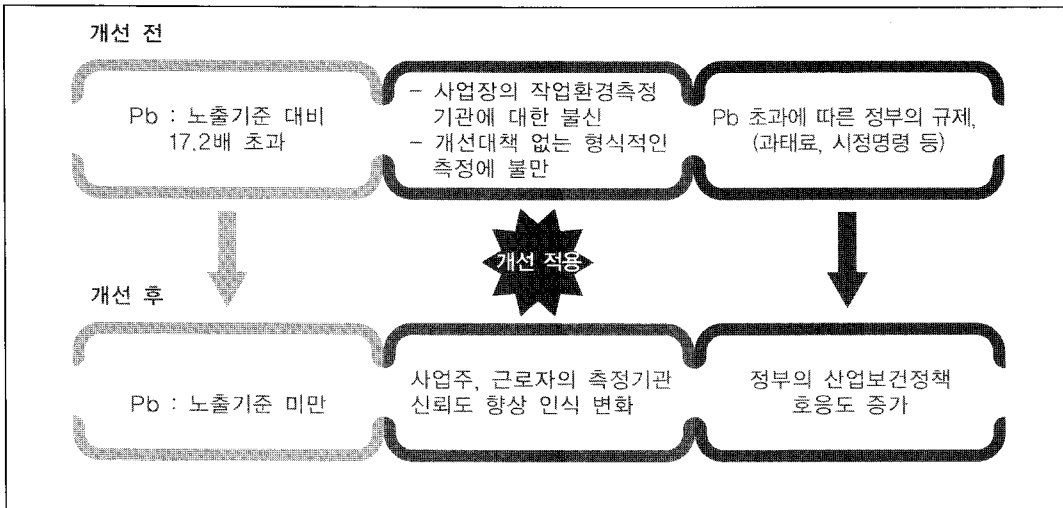 개선 전
Pb : 노출기준 대비
17.2배 초과
– 사업장의 작업환경측정
기관에 대한 불신
– 개선대책 없는 형식적인
측정에 불만
Pb 초과에 따른 정부의 규제,
(과태료, 시정명령 등)
개선 적용
개선 후
Pb : 노출기준 미만
사업주, 근로자의 측정기관
신뢰도 향상 인식 변화
정부의 산업보건정책
호응도 증가